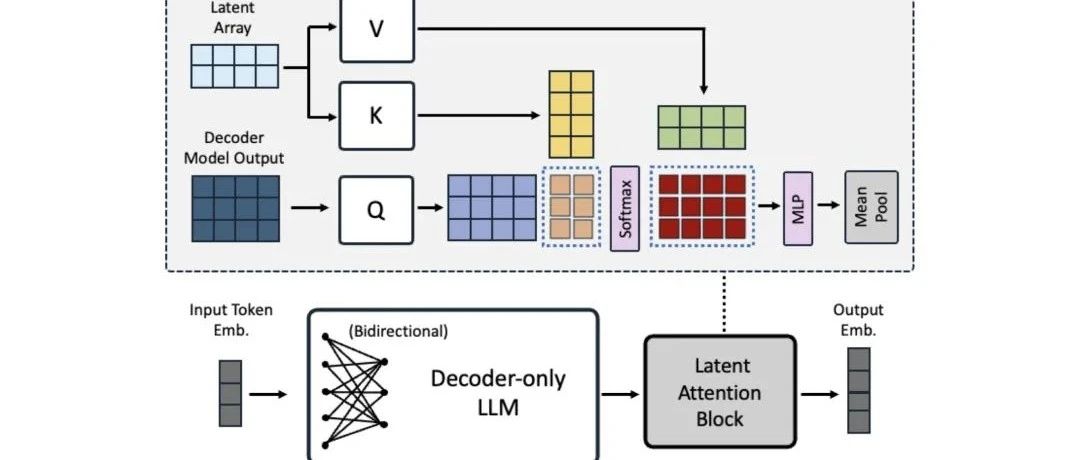 Latent
Array
V
K
Decoder
Model Output
Q
Softmax
MLP
Mean
Pool
Input Token
Emb.
(Bidirectional)
Decoder-only
LLM
Latent
Attention
Block
Output
Emb.